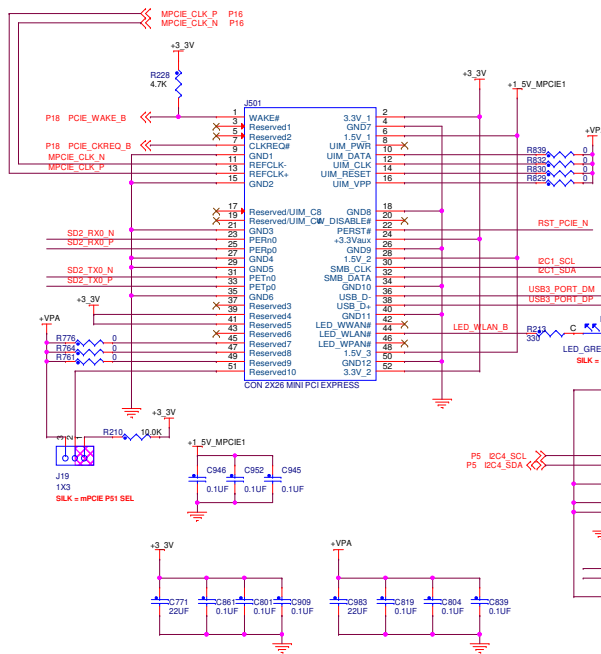 MPCIE_CLK_P P16
MPCIE_CLK_N P16
+3_3V
R228
4.7K
P18 PCIE_WAKE_B
P18 PCIE_CKREQ_B
MPCIE_CLK_N
MPCIE_CLK_P
J501
+3_3V
+1_5V_MPCIE1
1 WAKE# 3.3V_1 2
3 Reserved1 GND7 4
5 Reserved2 1.5V_1 6
7 CLKREQ# UIM_PWR 8
9 GND1 UIM_DATA 10
11 REFCLK- UIM_CLK 12
13 REFCLK+ UIM_RESET 14
15 GND2 UIM_VPP 16
17 Reserved/UIM_C8 GND8 18
19 Reserved/UIM_C4 W_DISABLE# 20
21 GND3 PERST# 22
23 PERn0 +3.3Vaux 24
25 PERp0 GND9 26
27 GND4 1.5V_2 28
29 GND5 SMB_CLK 30
31 PETn0 SMB_DATA 32
33 PETp0 GND10 34
35 GND6 USB_D- 36
37 Reserved3 USB_D+ 38
39 Reserved4 GND11 40
41 Reserved5 LED_WWAN# 42
43 Reserved6 LED_WLAN# 44
45 Reserved7 LED_WPAN# 46
47 Reserved8 1.5V_3 48
49 Reserved9 GND12 50
51 Reserved10 3.3V_2 52
CON 2X26 MINI PCI EXPRESS
R839 0
R832 0
R830 0
R829 0
RST_PCIE_N
I2C1_SCL
I2C1_SDA
USB3_PORT_DM
USB3_PORT_DP
LED_WLAN_B
R213
330
C
LED_GRE
SILK =
SD2_RX0_N
SD2_RX0_P
SD2_TX0_N
SD2_TX0_P
+3_3V
+VPA
R776 0
R764 0
R761 0
+3_3V
R210 10.0K
3 2 1
J19
1X3
SILK = mPCIE P51 SEL
+1_5V_MPCIE1
C946 0.1UF
C952 0.1UF
C945 0.1UF
P5 I2C4_SCL
P5 I2C4_SDA
+3_3V
C771 22UF
C861 0.1UF
C801 0.1UF
C909 0.1UF
+VPA
C983 22UF
C819 0.1UF
C804 0.1UF
C839 0.1UF